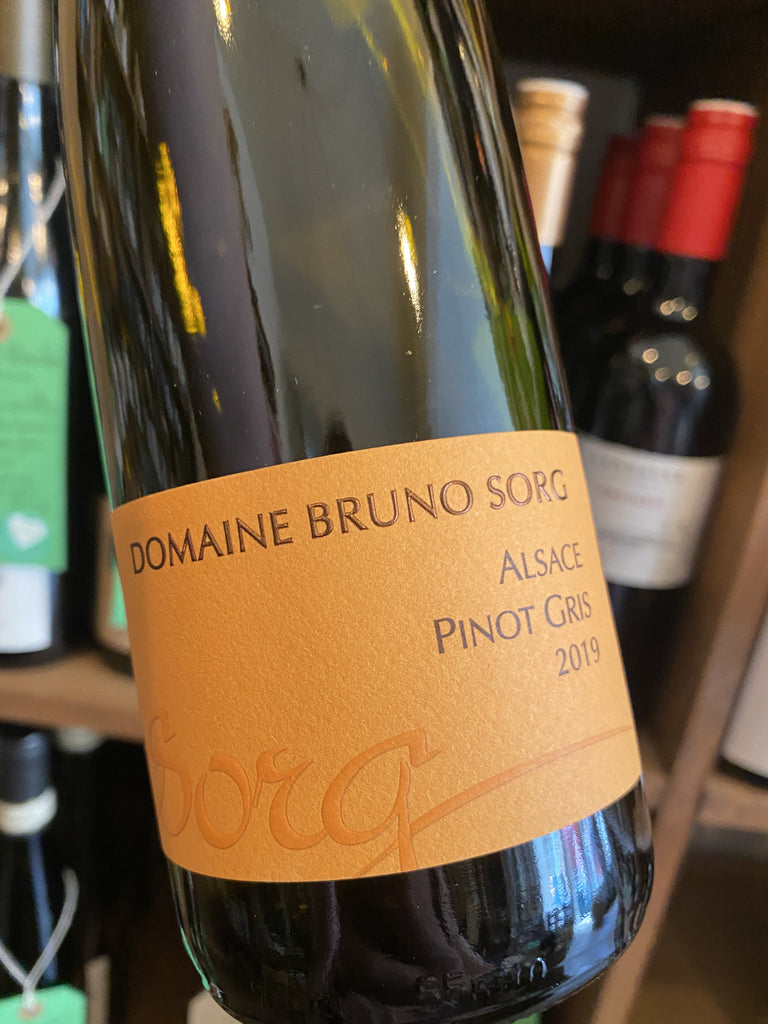 DOMAINE BRUNO SORG
ALSACE
PINOT GRIS
2019
Sorg